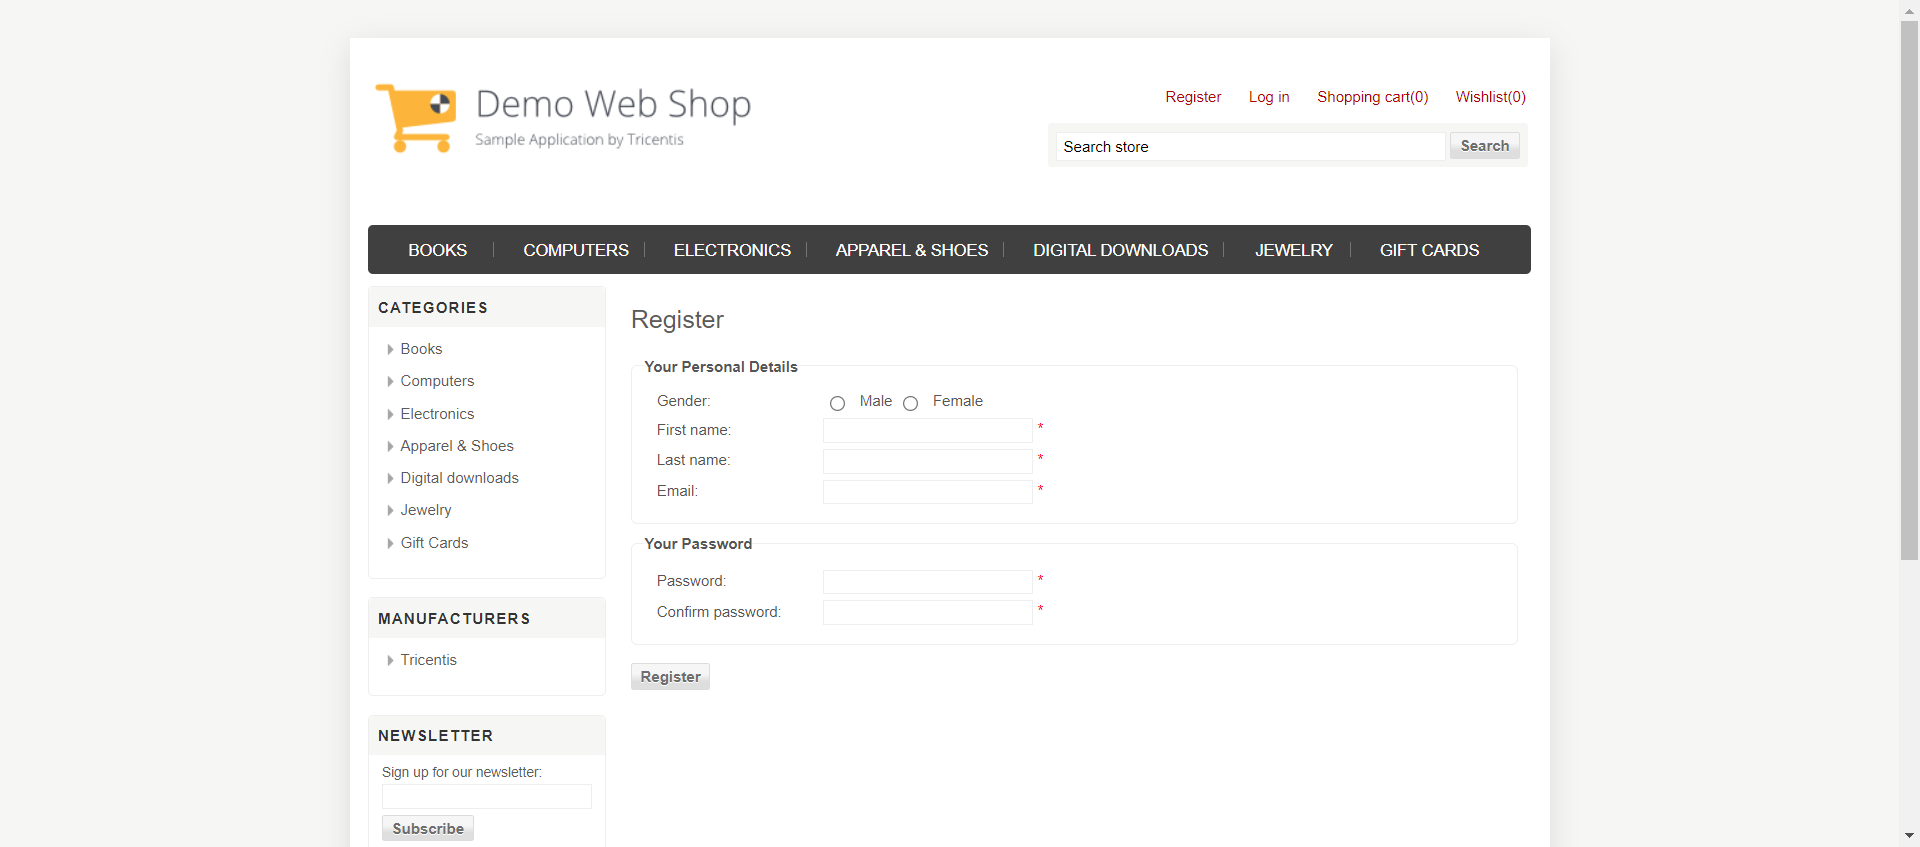 Demo Web Shop
Sample Application by Tricentis
Register Log in Shopping cart(0) Wishlist(0)
Search store Search
BOOKS COMPUTERS ELECTRONICS APPAREL & SHOES DIGITAL DOWNLOADS JEWELRY GIFT CARDS
CATEGORIES
Books
Computers
Electronics
Apparel & Shoes
Digital downloads
Jewelry
Gift Cards
MANUFACTURERS
Tricentis
NEWSLETTER
Sign up for our newsletter:
Subscribe
Register
Your Personal Details
Gender: Male Female
First name: *
Last name: *
Email: *
Your Password
Password: *
Confirm password: *
Register